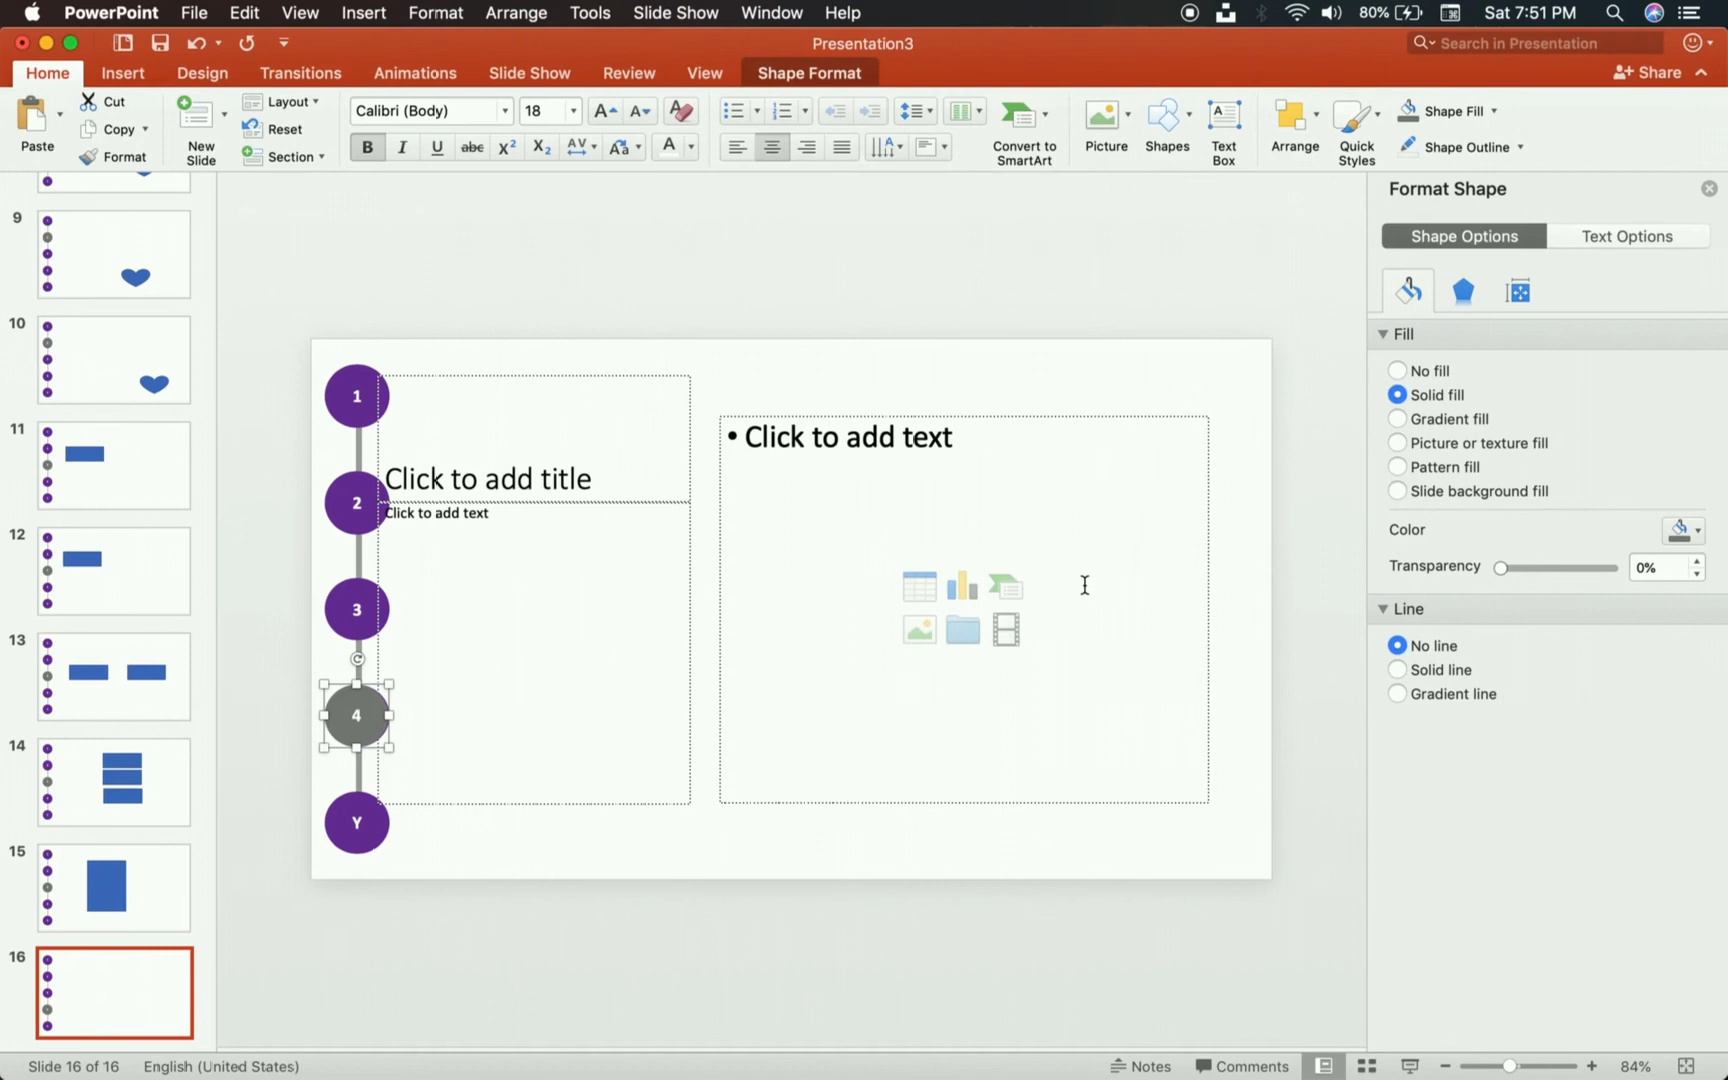 PowerPoint File Edit View Insert Format Arrange Tools Slide Show Window Help 80% Sat 7:51 PM
Presentation3
Search in Presentation
Home Insert Design Transitions Animations Slide Show Review View Shape Format
Share
Paste
Cut
Copy
Format
New
Slide
Layout
Reset
Section
Calibri (Body) 18
B I U abc X² X₂ AV Aa A
Convert to
SmartArt
Picture
Shapes
Text
Box
Arrange
Quick
Styles
Shape Fill
Shape Outline
9
10
11
12
13
14
15
16
1
2
3
4
Y
Click to add title
Click to add text
• Click to add text
Format Shape
Shape Options Text Options
Fill
No fill
Solid fill
Gradient fill
Picture or texture fill
Pattern fill
Slide background fill
Color
Transparency 0%
Line
No line
Solid line
Gradient line
Slide 16 of 16 English (United States) Notes Comments 84%